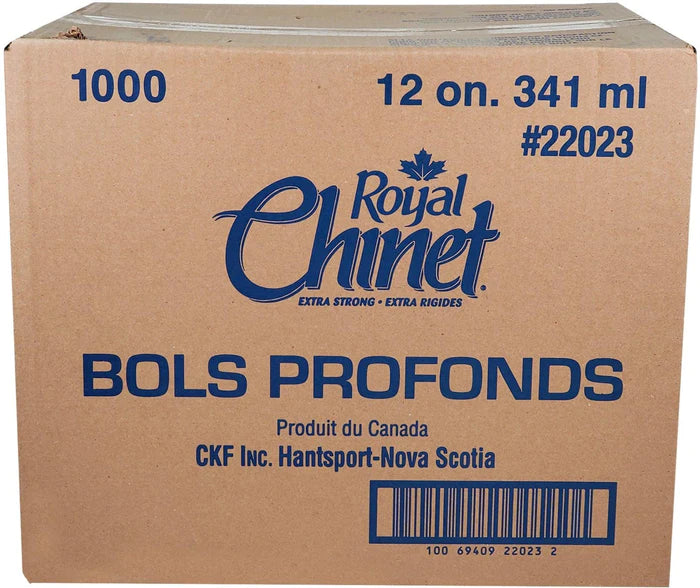 1000
12 on. 341 ml
#22023
Royal
Chinet
EXTRA STRONG • EXTRA RIGIDES
BOLS PROFONDS
Produit du Canada
CKF Inc. Hantsport-Nova Scotia
100 69409 22023 2